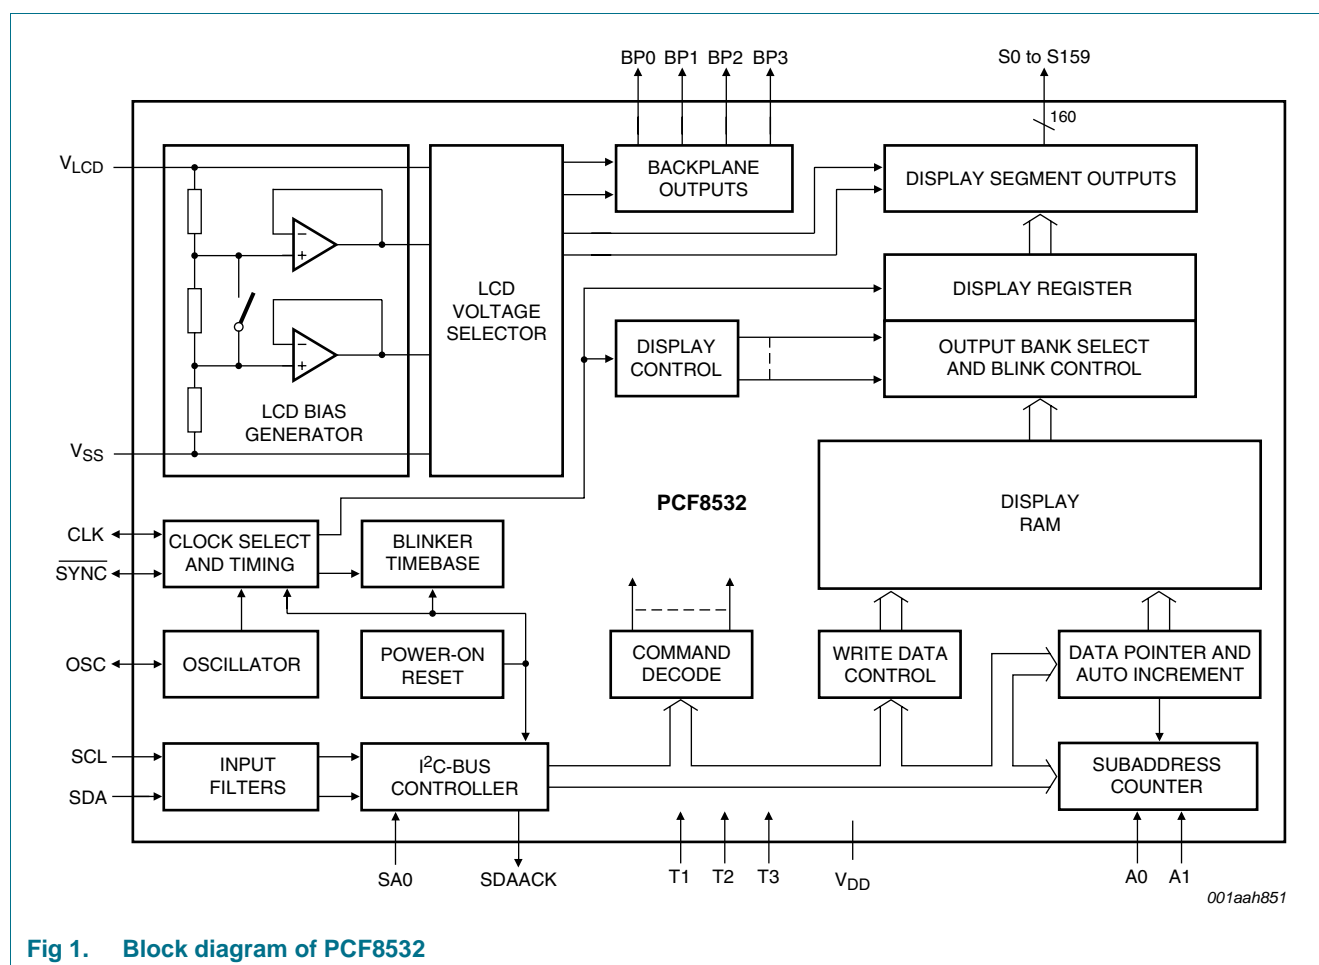 BP0 BP1 BP2 BP3
S0 to S159
160
VLCD
BACKPLANE
OUTPUTS
DISPLAY SEGMENT OUTPUTS
−
+
LCD
VOLTAGE
SELECTOR
DISPLAY REGISTER
−
+
DISPLAY
CONTROL
OUTPUT BANK SELECT
AND BLINK CONTROL
LCD BIAS
GENERATOR
VSS
PCF8532
DISPLAY
RAM
CLK
SYNC
CLOCK SELECT
AND TIMING
BLINKER
TIMEBASE
OSC
OSCILLATOR
POWER-ON
RESET
COMMAND
DECODE
WRITE DATA
CONTROL
DATA POINTER AND
AUTO INCREMENT
SCL
SDA
INPUT
FILTERS
I2C-BUS
CONTROLLER
SUBADDRESS
COUNTER
SA0
SDAACK
T1 T2 T3
VDD
A0 A1
001aah851
Fig 1. Block diagram of PCF8532